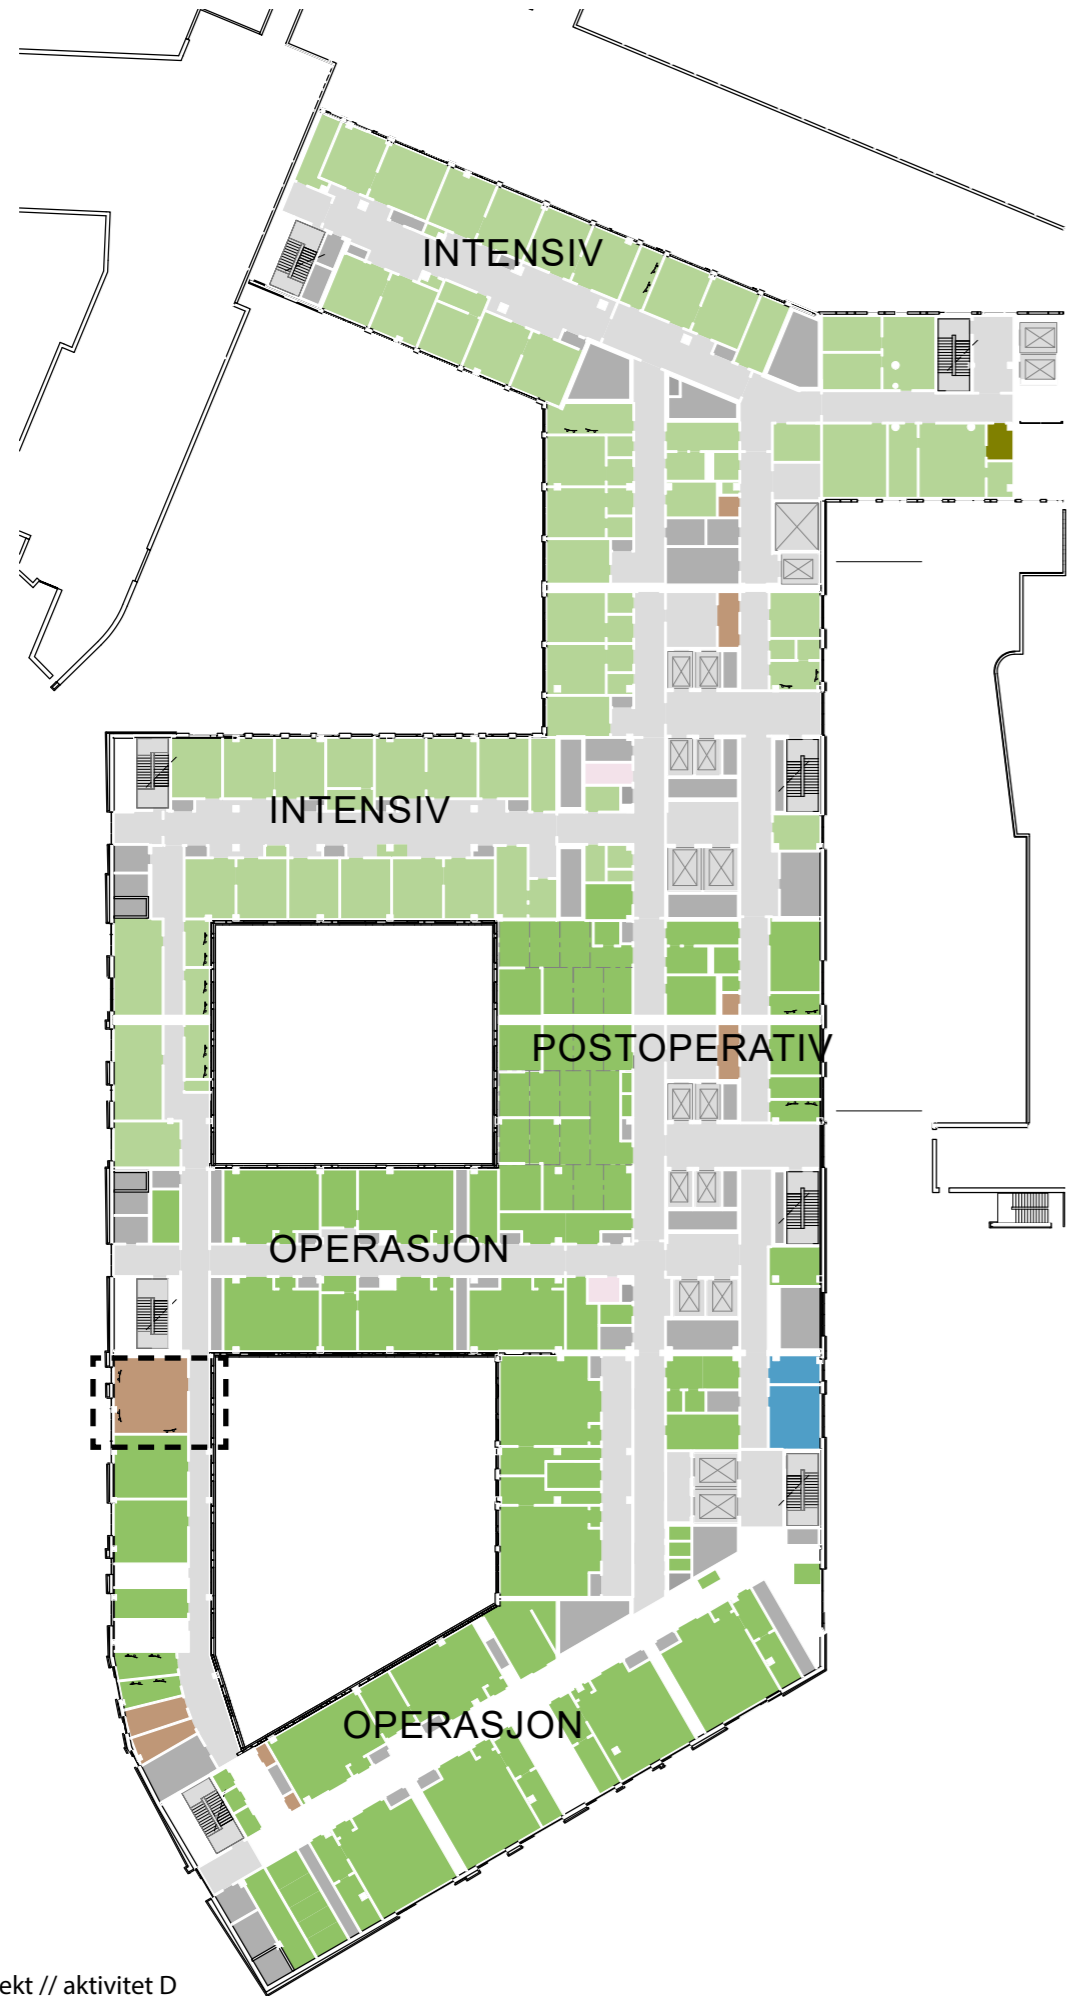 INTENSIV
INTENSIV
POSTOPERATIV
OPERASJON
OPERASJON
ekt // aktivitet D